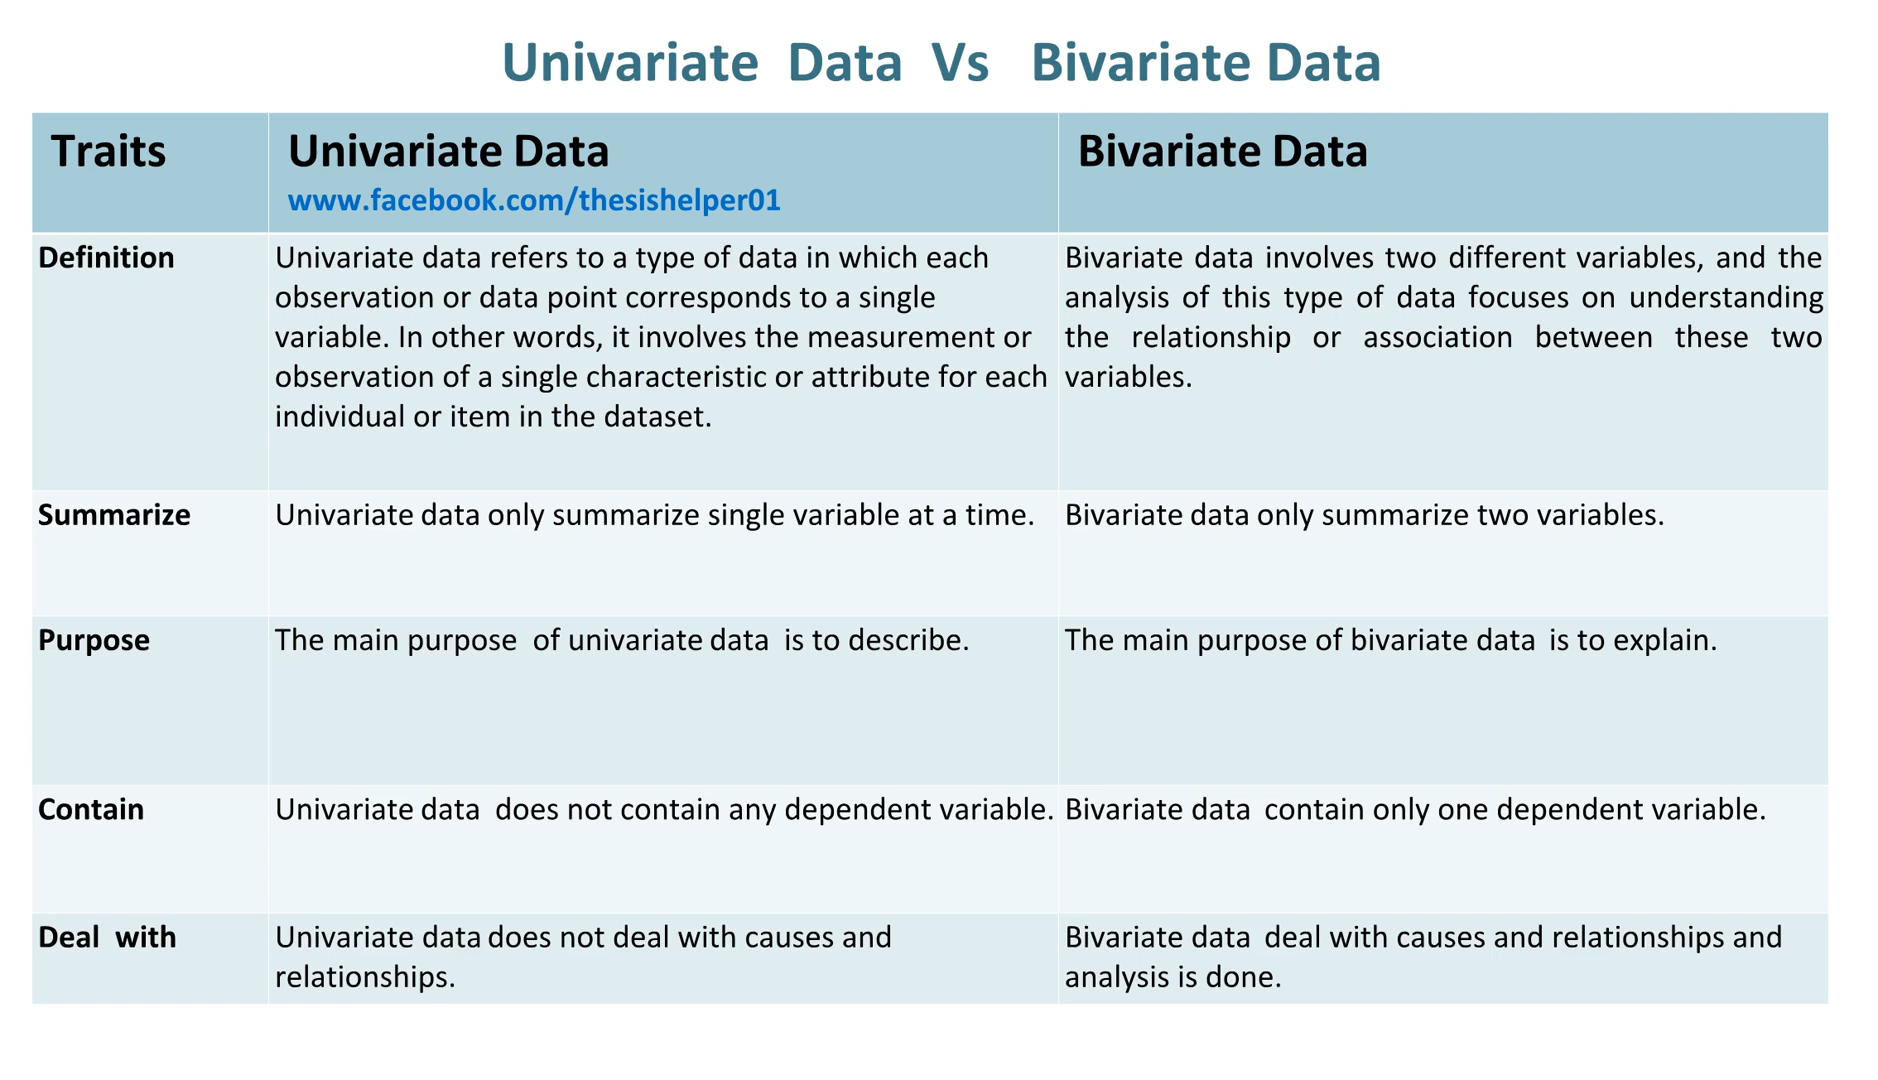 Univariate Data Vs Bivariate Data
Traits
Univariate Data
www.facebook.com/thesishelper01
Bivariate Data
Definition
Univariate data refers to a type of data in which each
observation or data point corresponds to a single
variable. In other words, it involves the measurement or
observation of a single characteristic or attribute for each
individual or item in the dataset.
Bivariate data involves two different variables, and the
analysis of this type of data focuses on understanding
the relationship or association between these two
variables.
Summarize
Univariate data only summarize single variable at a time.
Bivariate data only summarize two variables.
Purpose
The main purpose of univariate data is to describe.
The main purpose of bivariate data is to explain.
Contain
Univariate data does not contain any dependent variable.
Bivariate data contain only one dependent variable.
Deal with
Univariate data does not deal with causes and
relationships.
Bivariate data deal with causes and relationships and
analysis is done.